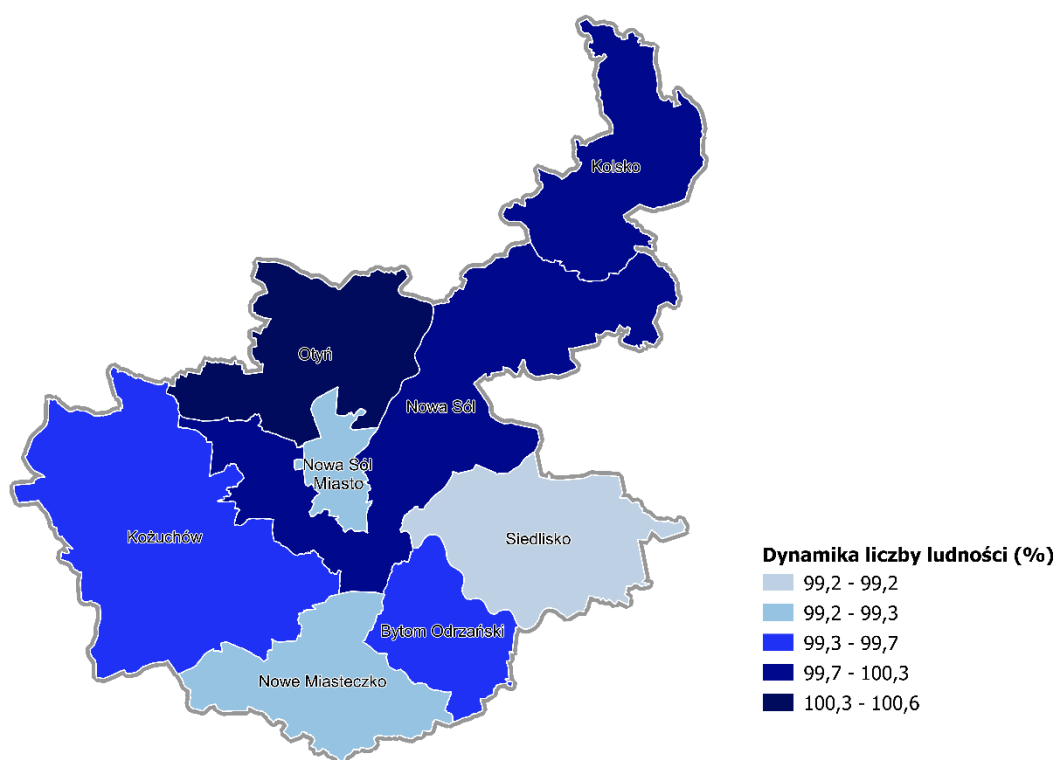 Kolsko
Otyń
Nowa Sól
Nowa Sól
Miasto
Kożuchów
Siedlisko
Bytom Odrzański
Nowe Miasteczko
Dynamika liczby ludności (%)
99,2 - 99,2
99,2 - 99,3
99,3 - 99,7
99,7 - 100,3
100,3 - 100,6